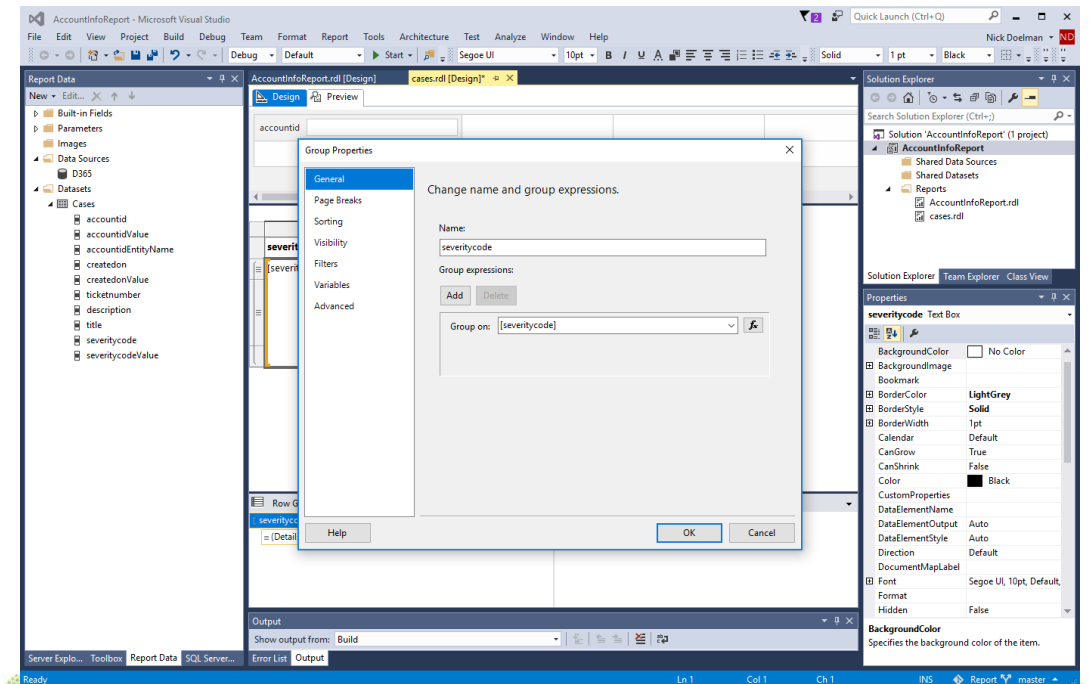 AccountInfoReport - Microsoft Visual Studio
2
Quick Launch (Ctrl+Q)
File Edit View Project Build Debug Team Format Report Tools Architecture Test Analyze Window Help
Nick Doelman ND
Debug Default Start Segoe UI 10pt B I U A Solid 1 pt Black
Report Data
New Edit...
Built-in Fields
Parameters
Images
Data Sources
D365
Datasets
Cases
accountid
accountidValue
accountidEntityName
createdon
createdonValue
ticketnumber
description
title
severitycode
severitycodeValue
Server Explo... Toolbox Report Data SQL Server...
AccountInfoReport.rdl [Design] cases.rdl [Design]*
Design Preview
accountid
severit
[severit
Group Properties
General
Page Breaks
Sorting
Visibility
Filters
Variables
Advanced
Change name and group expressions.
Name:
severitycode
Group expressions:
Add Delete
Group on: [severitycode] fx
Help OK Cancel
Row G
severitycc
(Detail
Output
Show output from: Build
Error List Output
Solution Explorer
Search Solution Explorer (Ctrl+;)
Solution 'AccountInfoReport' (1 project)
AccountInfoReport
Shared Data Sources
Shared Datasets
Reports
AccountInfoReport.rdl
cases.rdl
Solution Explorer Team Explorer Class View
Properties
severitycode Text Box
BackgroundColor No Color
BackgroundImage
Bookmark
BorderColor LightGrey
BorderStyle Solid
BorderWidth 1pt
Calendar Default
CanGrow True
CanShrink False
Color Black
CustomProperties
DataElementName
DataElementOutput Auto
DataElementStyle Auto
Direction Default
DocumentMapLabel
Font Segoe UI, 10pt, Default,
Format
Hidden False
BackgroundColor
Specifies the background color of the item.
Ready Ln 1 Col 1 Ch 1 INS Report master